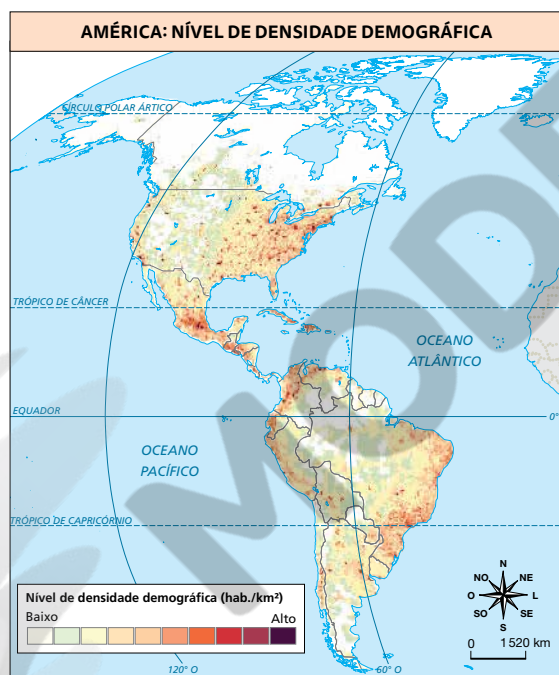 AMÉRICA: NÍVEL DE DENSIDADE DEMOGRÁFICA
CÍRCULO POLAR ÁRTICO
TRÓPICO DE CÂNCER
OCEANO
ATLÂNTICO
EQUADOR
0°
OCEANO
PACÍFICO
TRÓPICO DE CAPRICÓRNIO
Nível de densidade demográfica (hab./km²)
Baixo
Alto
N
NO
NE
O
L
SO
SE
S
0
1 520 km
120° O
60° O
MOD